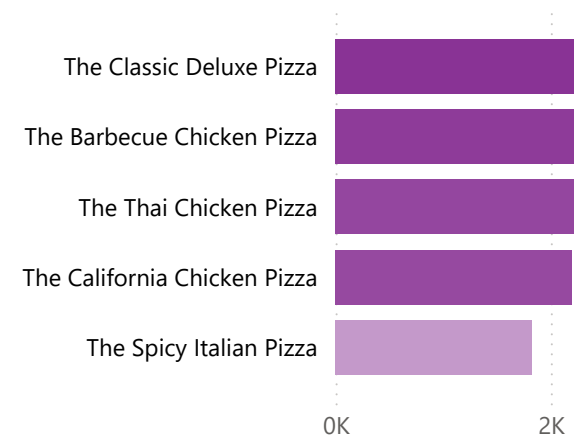 The Classic Deluxe Pizza
The Barbecue Chicken Pizza
The Thai Chicken Pizza
The California Chicken Pizza
The Spicy Italian Pizza
0K 2K